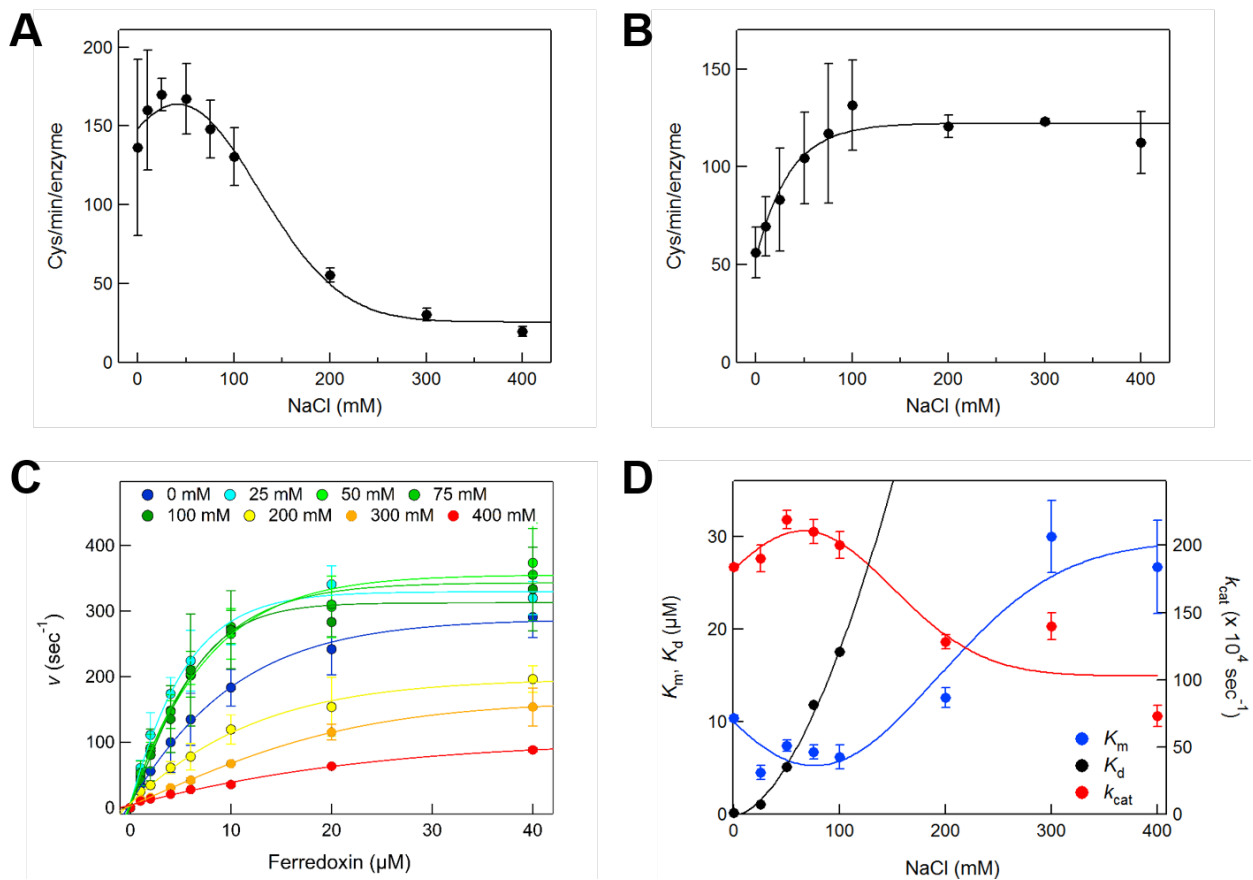 A
200
150
100
50
0
Cys/min/enzyme
0 100 200 300 400
NaCl (mM)
B
150
100
50
0
Cys/min/enzyme
0 100 200 300 400
NaCl (mM)
C
0 mM 25 mM 50 mM 75 mM
100 mM 200 mM 300 mM 400 mM
400
300
200
100
0
v (sec⁻¹)
0 10 20 30 40
Ferredoxin (µM)
D
30
20
10
0
Km, Kd (µM)
200
150
100
50
0
kcat (x 10⁴ sec⁻¹)
Km
Kd
kcat
0 100 200 300 400
NaCl (mM)